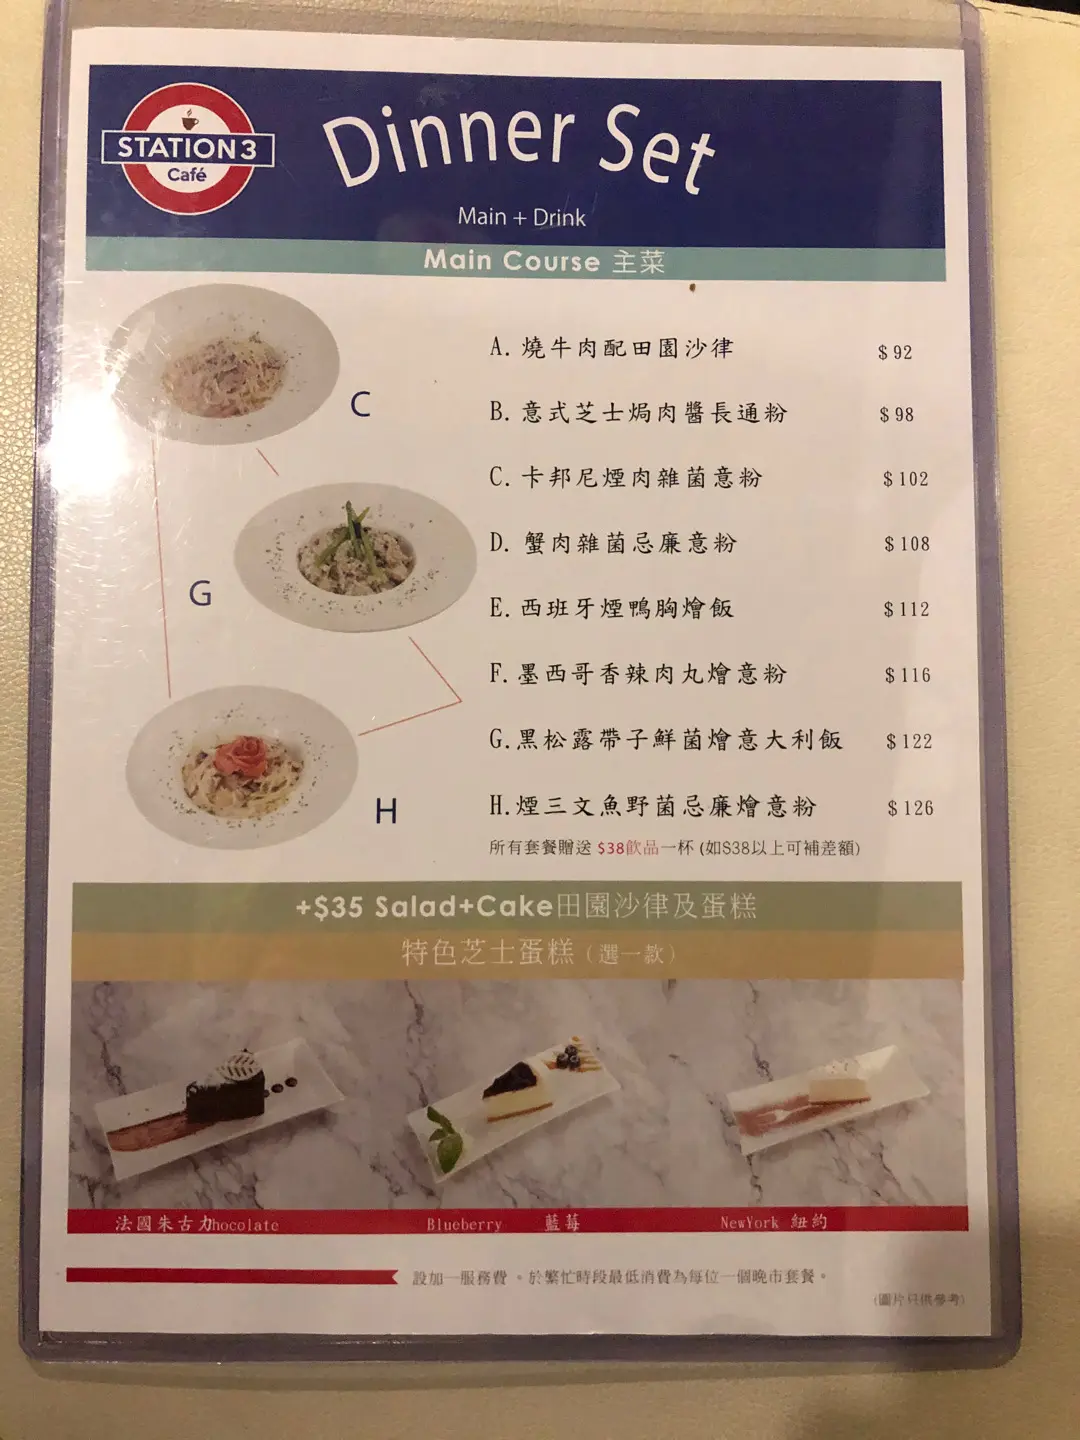 STATION 3
Café
Dinner Set
Main + Drink
Main Course 主菜
A. 燒牛肉配田園沙律 $ 92
B. 意式芝士焗肉醬長通粉 $ 98
C. 卡邦尼煙肉雜菌意粉 $ 102
D. 蟹肉雜菌忌廉意粉 $ 108
E. 西班牙煙鴨胸燴飯 $ 112
F. 墨西哥香辣肉丸燴意粉 $ 116
G. 黑松露帶子鮮菌燴意大利飯 $ 122
H. 煙三文魚野菌忌廉燴意粉 $ 126
C
G
H
所有套餐贈送 $38飲品一杯 (如$38以上可補差額)
+$35 Salad+Cake田園沙律及蛋糕
特色芝士蛋糕（選一款）
法國朱古力hocolate
Blueberry 藍莓
NewYork 紐約
設加一服務費。於繁忙時段最低消費為每位一個晚市套餐。
(圖片只供參考)